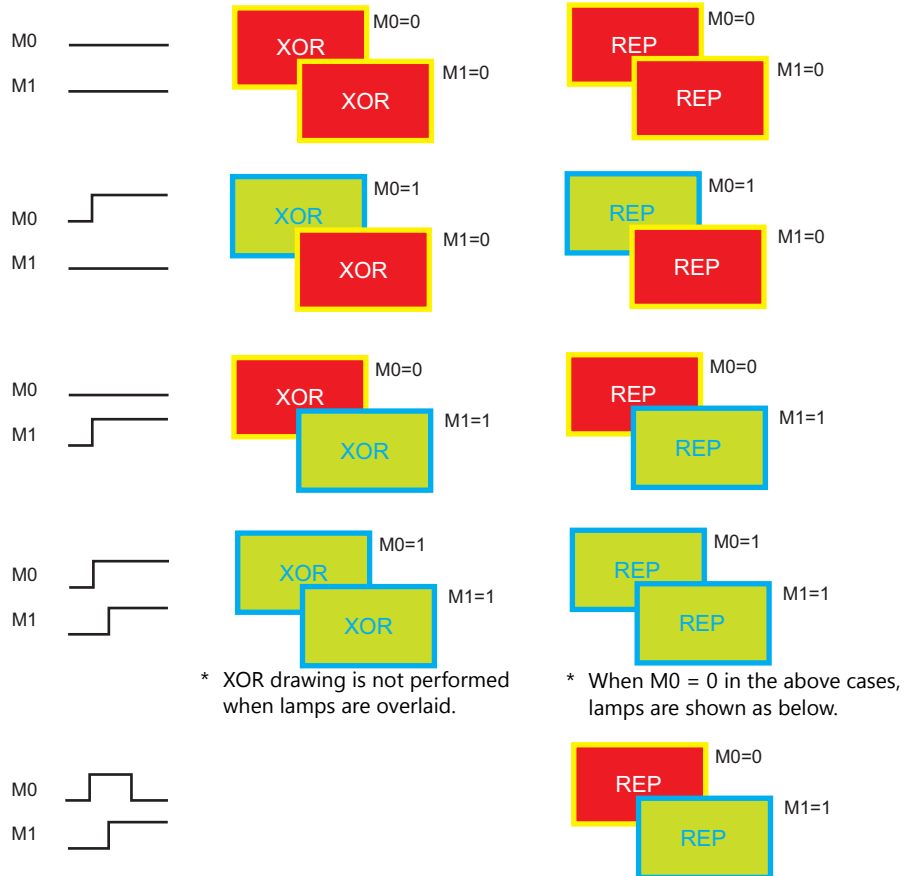 M0
M1
XOR
M0=0
XOR
M1=0
REP
M0=0
REP
M1=0
M0
M1
XOR
M0=1
XOR
M1=0
REP
M0=1
REP
M1=0
M0
M1
XOR
M0=0
XOR
M1=1
REP
M0=0
REP
M1=1
M0
M1
XOR
M0=1
XOR
M1=1
REP
M0=1
REP
M1=1
* XOR drawing is not performed
when lamps are overlaid.
* When M0 = 0 in the above cases,
lamps are shown as below.
M0
M1
REP
M0=0
REP
M1=1